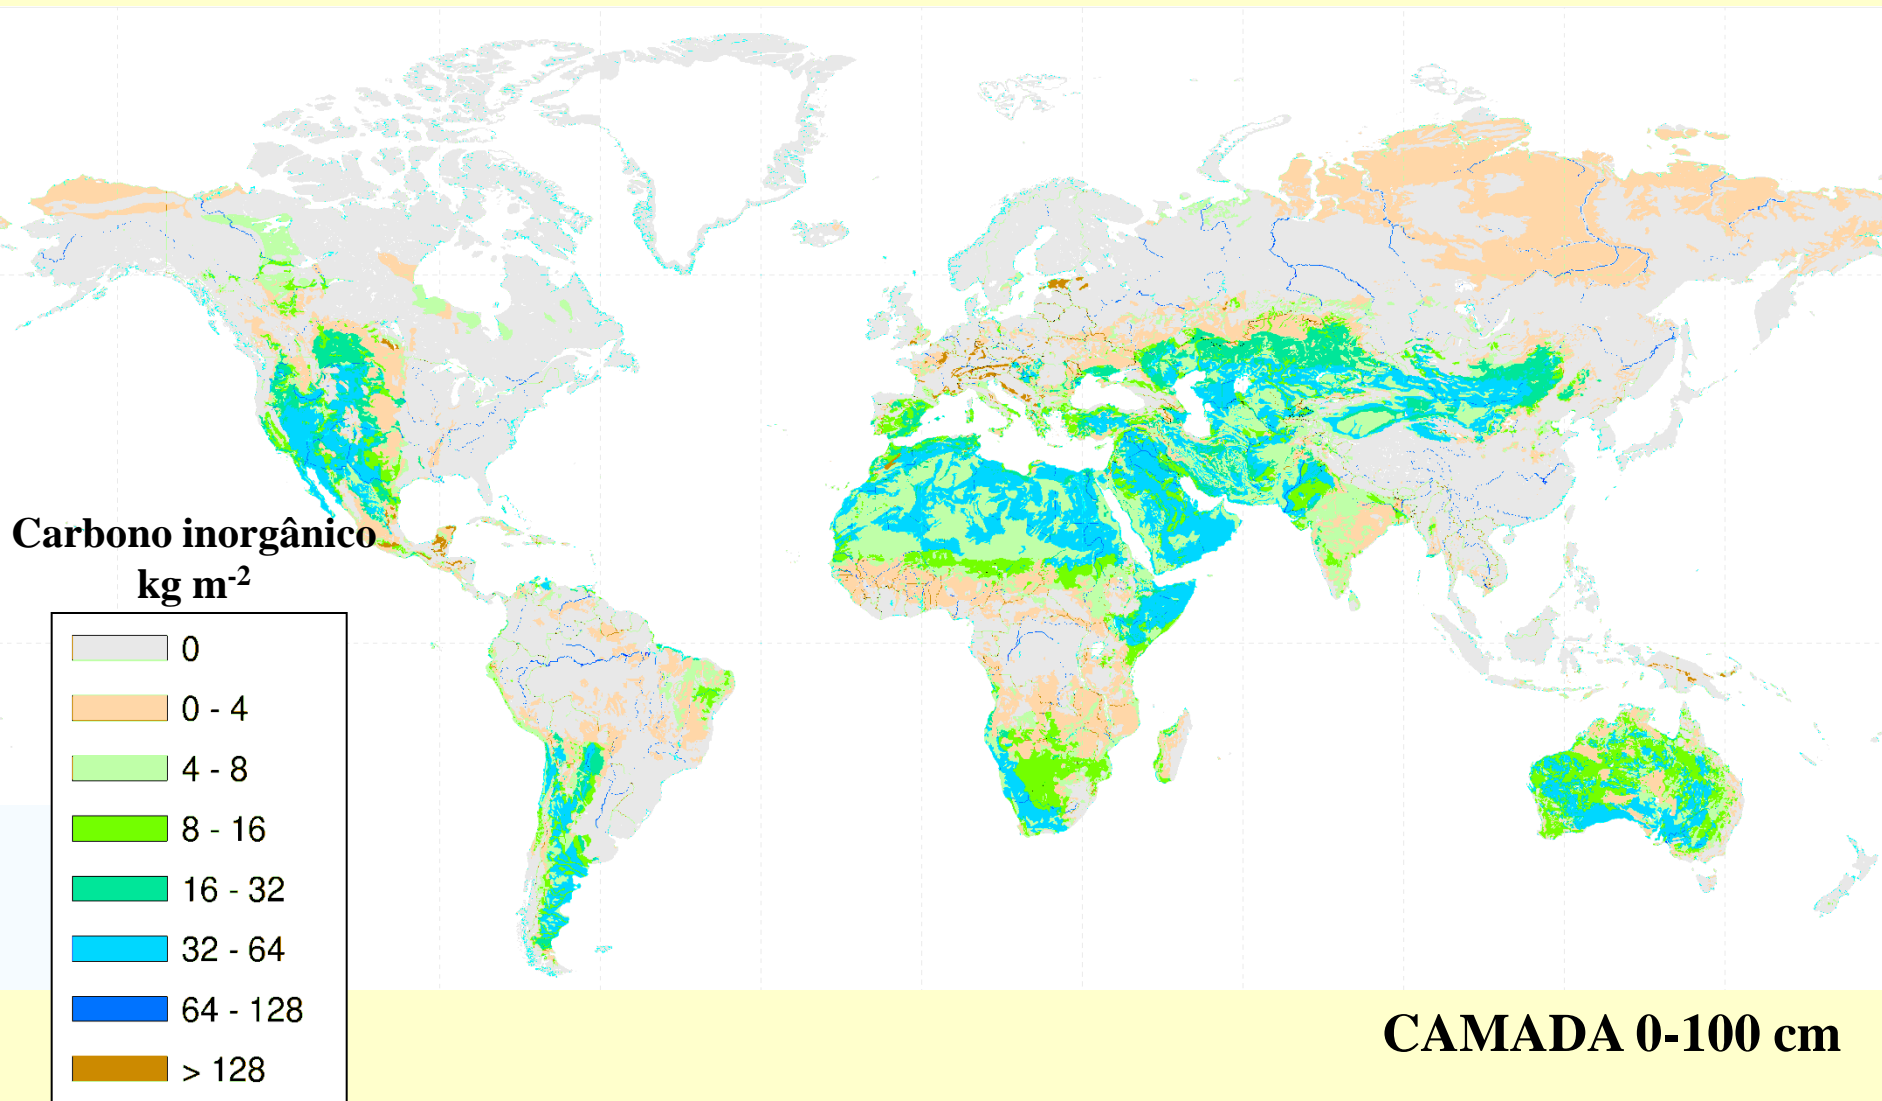 Carbono inorgânico
kg m-2
0
0 - 4
4 - 8
8 - 16
16 - 32
32 - 64
64 - 128
> 128
CAMADA 0-100 cm